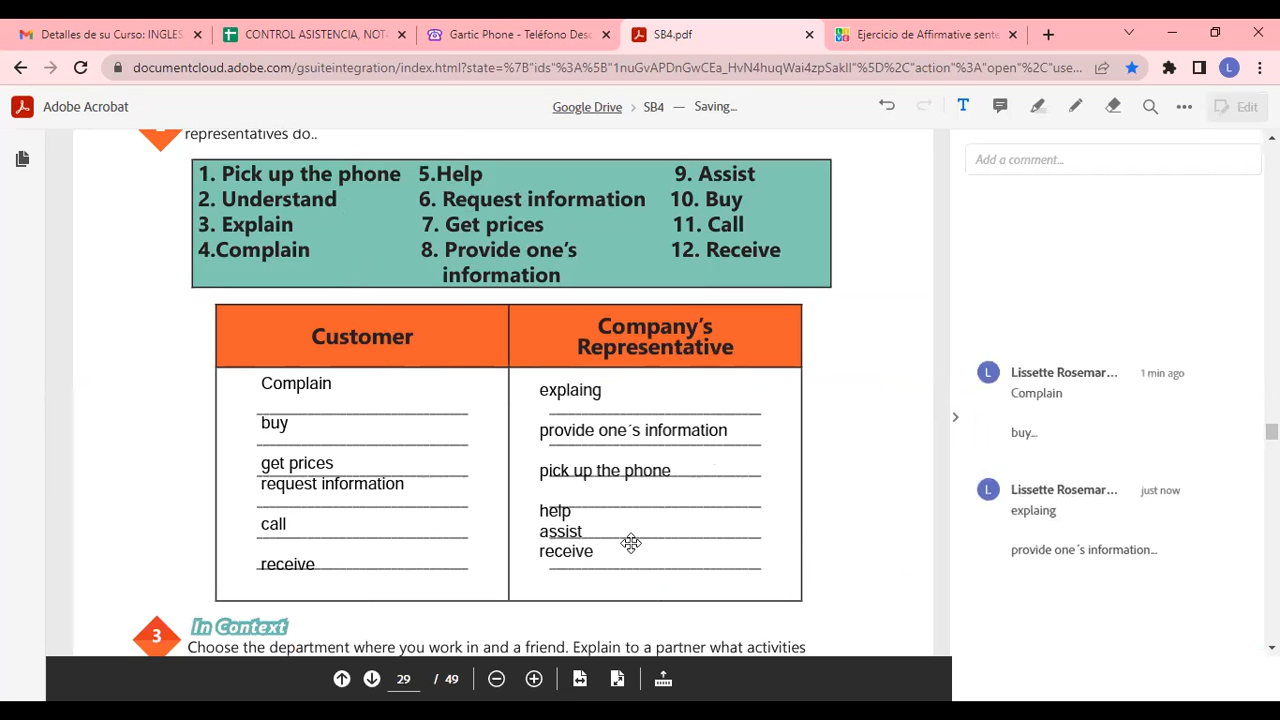 Detalles de su Curso: INGLES
CONTROL ASISTENCIA, NOT
Gartic Phone - Teléfono Des
SB4.pdf
Ejercicio de Affirmative sente
documentcloud.adobe.com/gsuiteintegration/index.html?state=%7B"ids"%3A%5B"1nuGvAPDnGwCEa_HvN4huqWai4zpSaklI"%5D%2C"action"%3A"open"%2C"use...
L
Adobe Acrobat
Google Drive > SB4 — Saving...
Edit
representatives do..
1. Pick up the phone 5.Help 9. Assist
2. Understand 6. Request information 10. Buy
3. Explain 7. Get prices 11. Call
4.Complain 8. Provide one's 12. Receive
information
Customer
Company's
Representative
Complain
buy
get prices
request information
call
receive
explaing
provide one´s information
pick up the phone
help
assist
receive
3 In Context
Choose the department where you work in and a friend. Explain to a partner what activities
Add a comment...
L Lissette Rosemar... 1 min ago
Complain
buy...
L Lissette Rosemar... just now
explaing
provide one´s information...
29 / 49